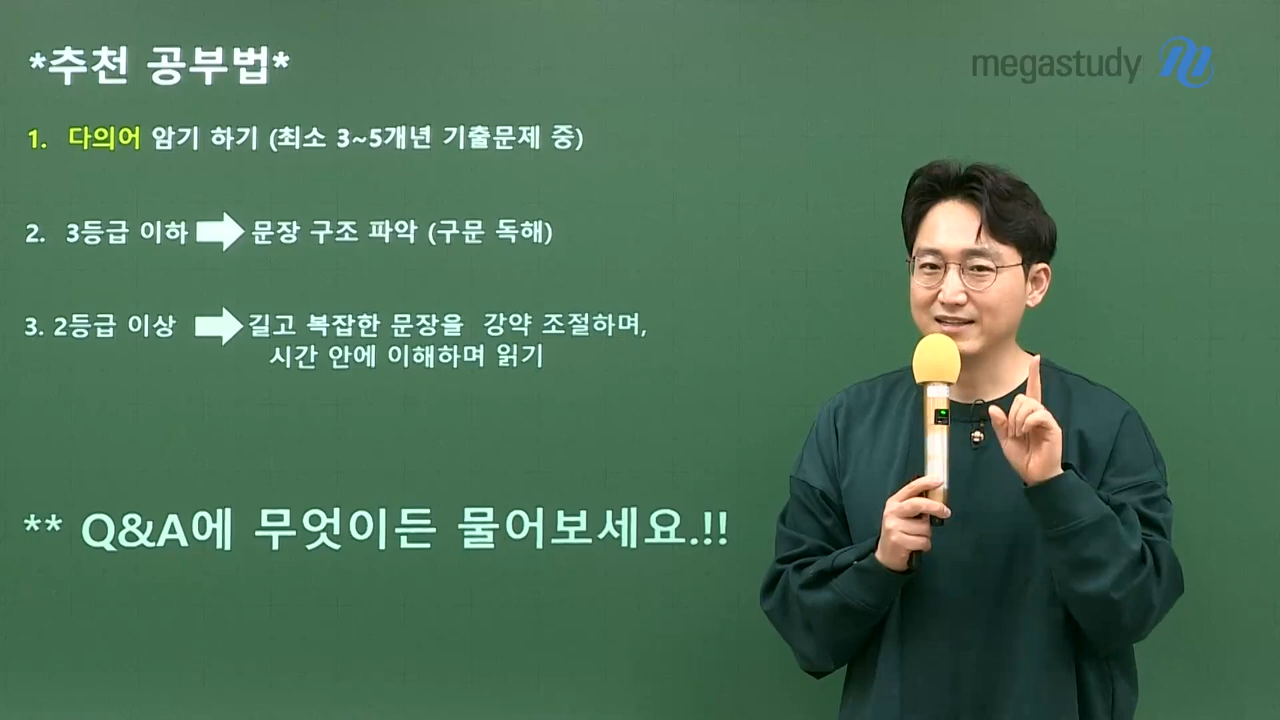 *추천 공부법*
megastudy
1. 다의어 암기 하기 (최소 3~5개년 기출문제 중)
2. 3등급 이하 문장 구조 파악 (구문 독해)
3. 2등급 이상 길고 복잡한 문장을 강약 조절하며,
시간 안에 이해하며 읽기
** Q&A에 무엇이든 물어보세요.!!